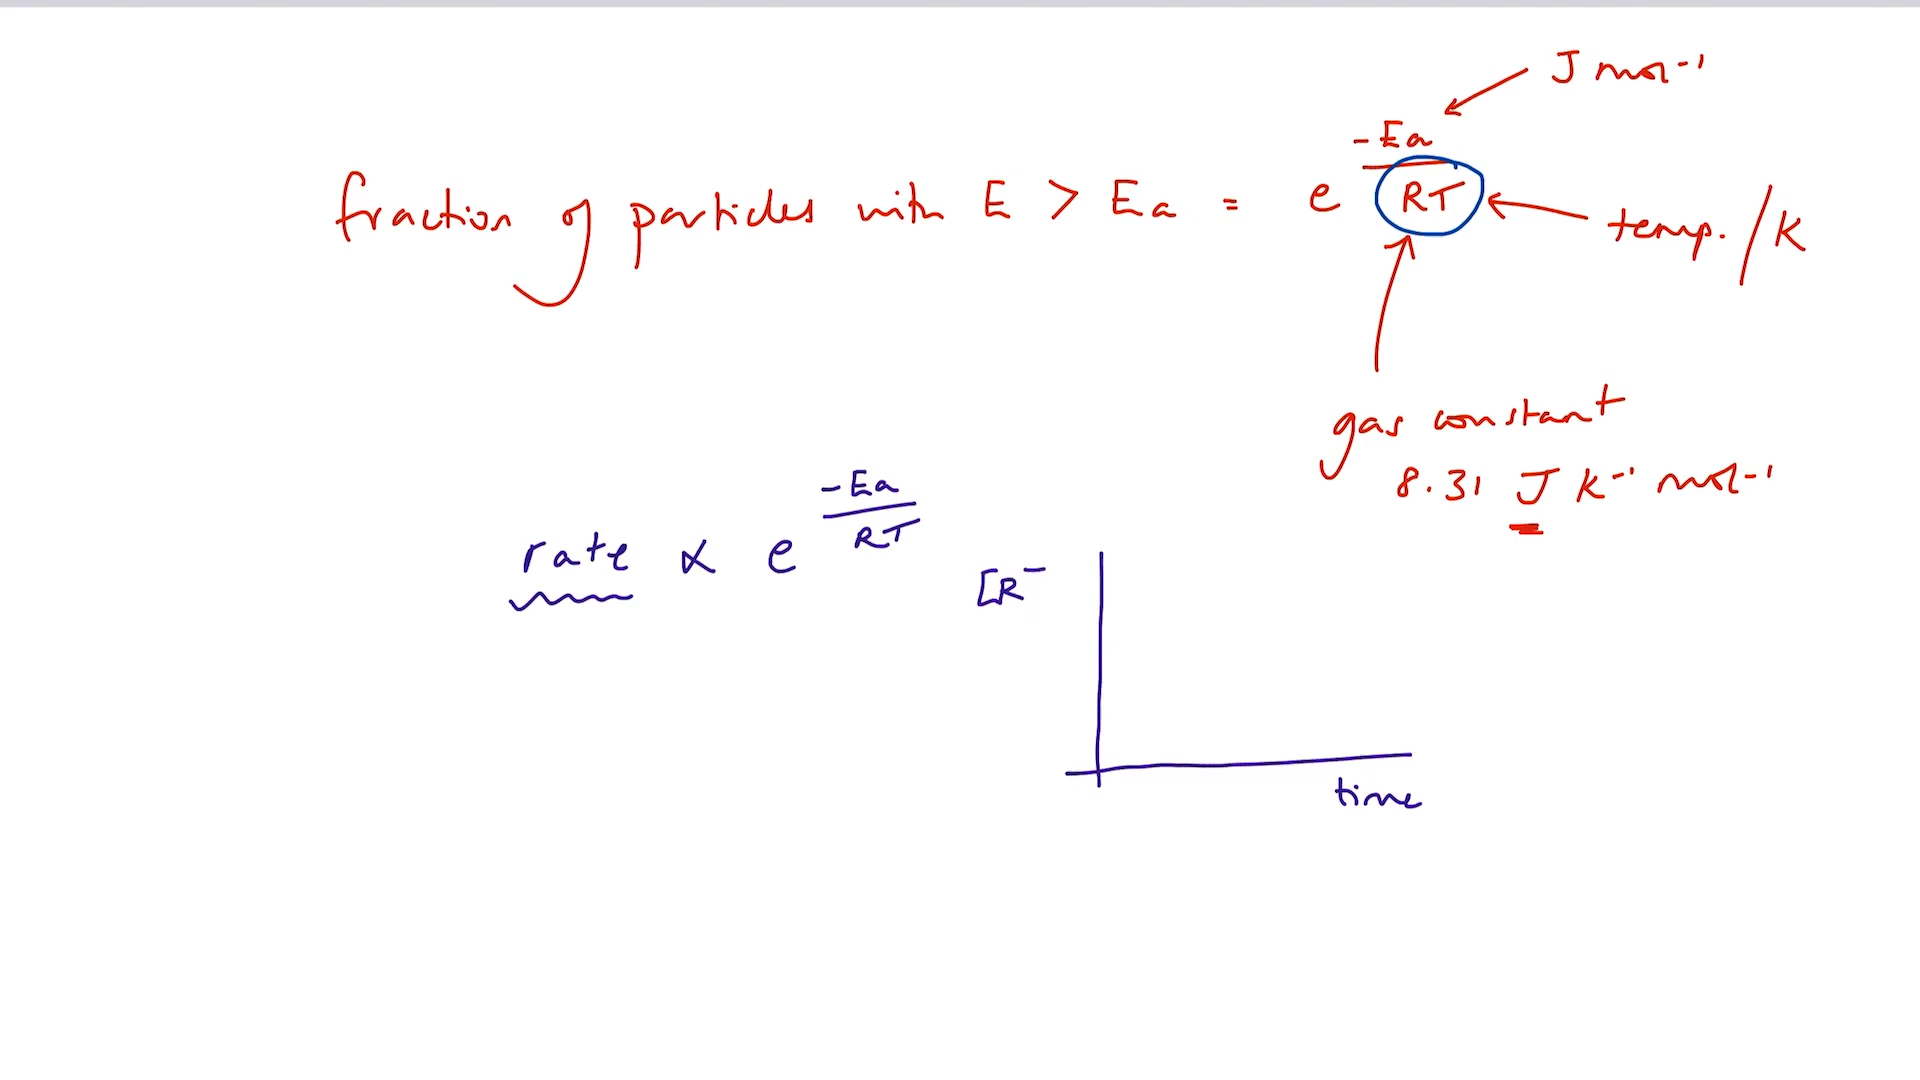 J mol⁻¹
fraction of particles with E > Ea = e^(-Ea/RT)
temp. / K
gas constant
8.31 J K⁻¹ mol⁻¹
rate ∝ e^(-Ea/RT)
[R
time